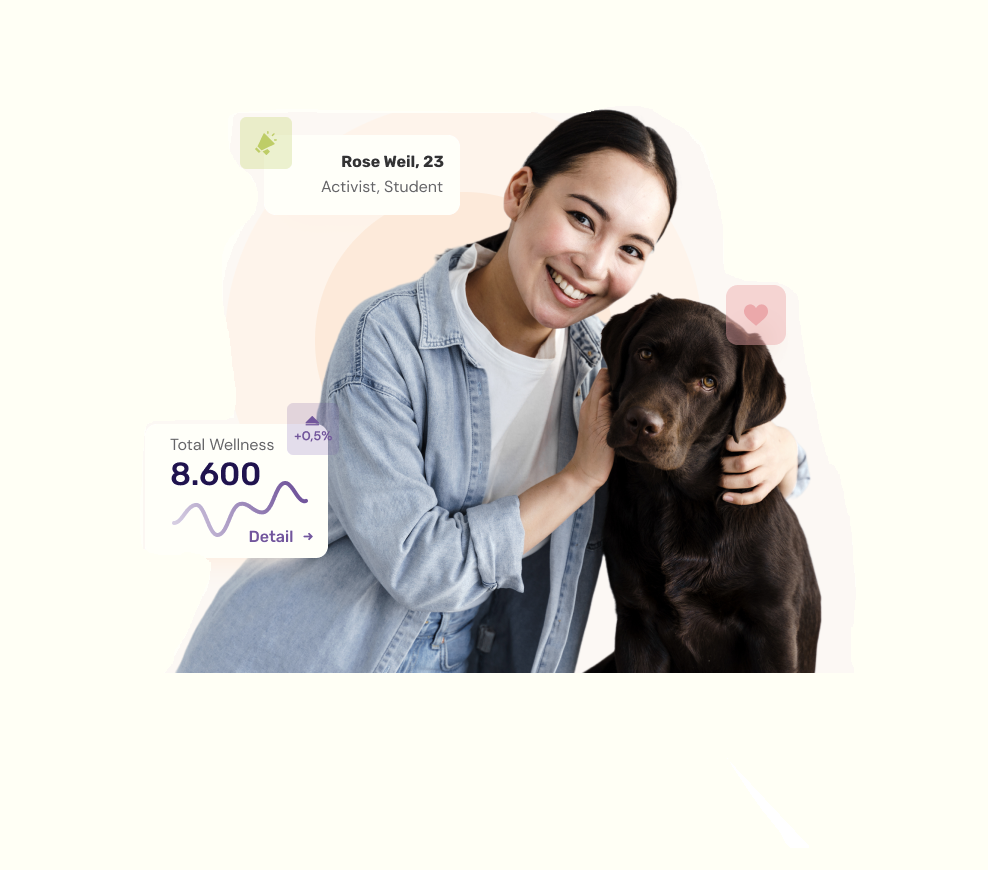 Rose Weil, 23
Activist, Student
+0,5%
Total Wellness
8.600
Detail